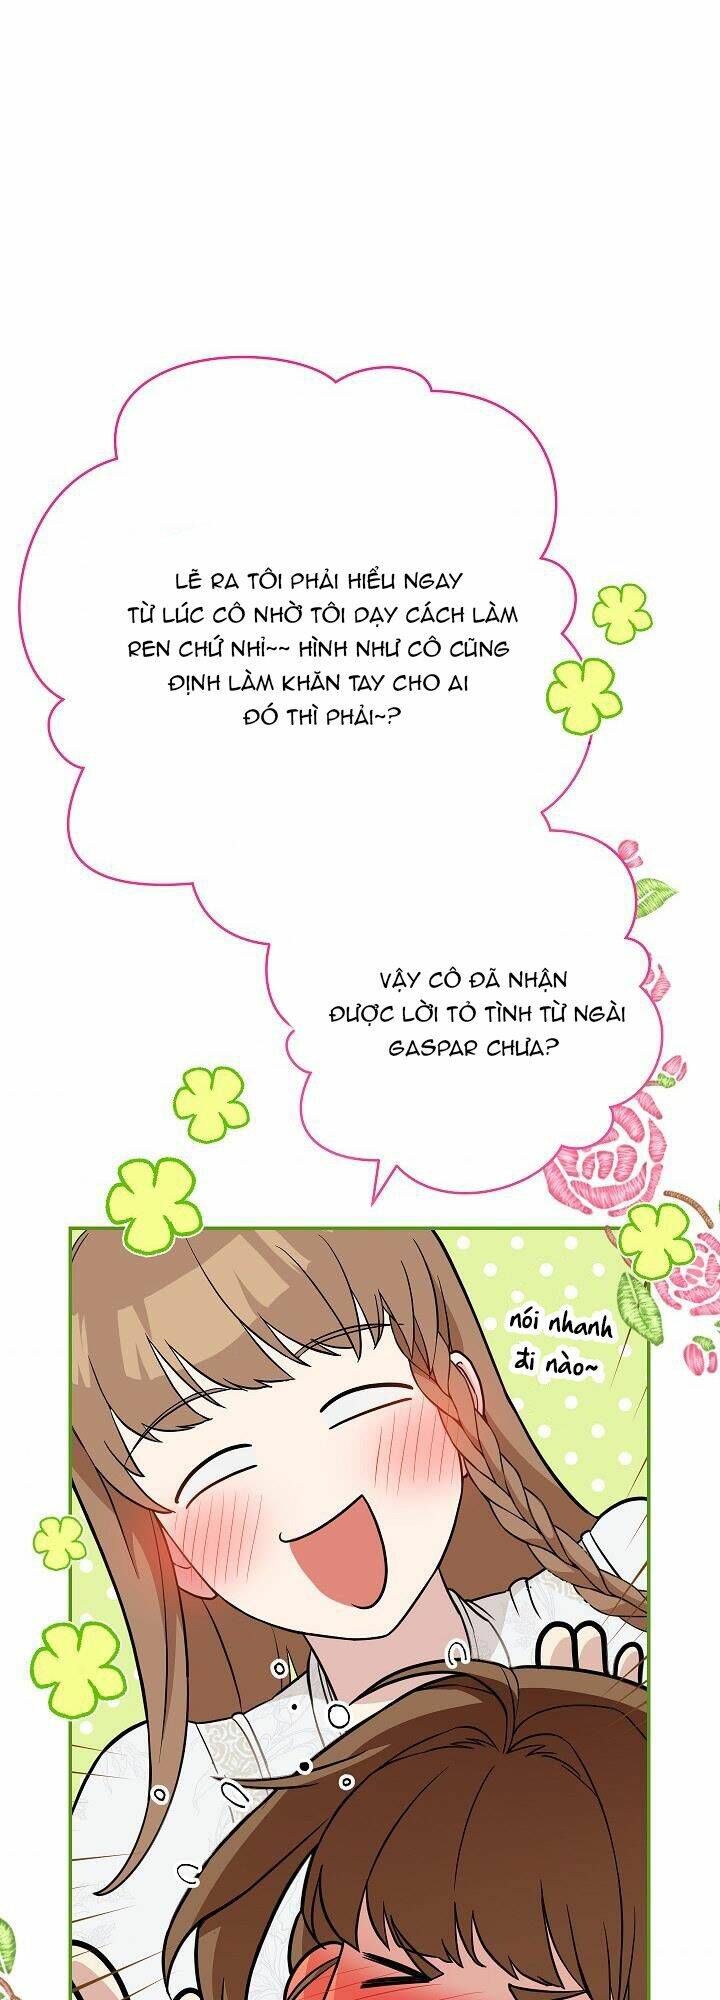 LẼ RA TÔI PHẢI HIỂU NGAY
TỪ LÚC CÔ NHỜ TÔI DẠY CÁCH LÀM
REN CHỨ NHỈ~~ HÌNH NHƯ CÔ CŨNG
ĐỊNH LÀM KHĂN TAY CHO AI
ĐÓ THÌ PHẢI~?
VẬY CÔ ĐÃ NHẬN
ĐƯỢC LỜI TỎ TÌNH TỪ NGÀI
GASPAR CHƯA?
nói nhanh
đi nào~